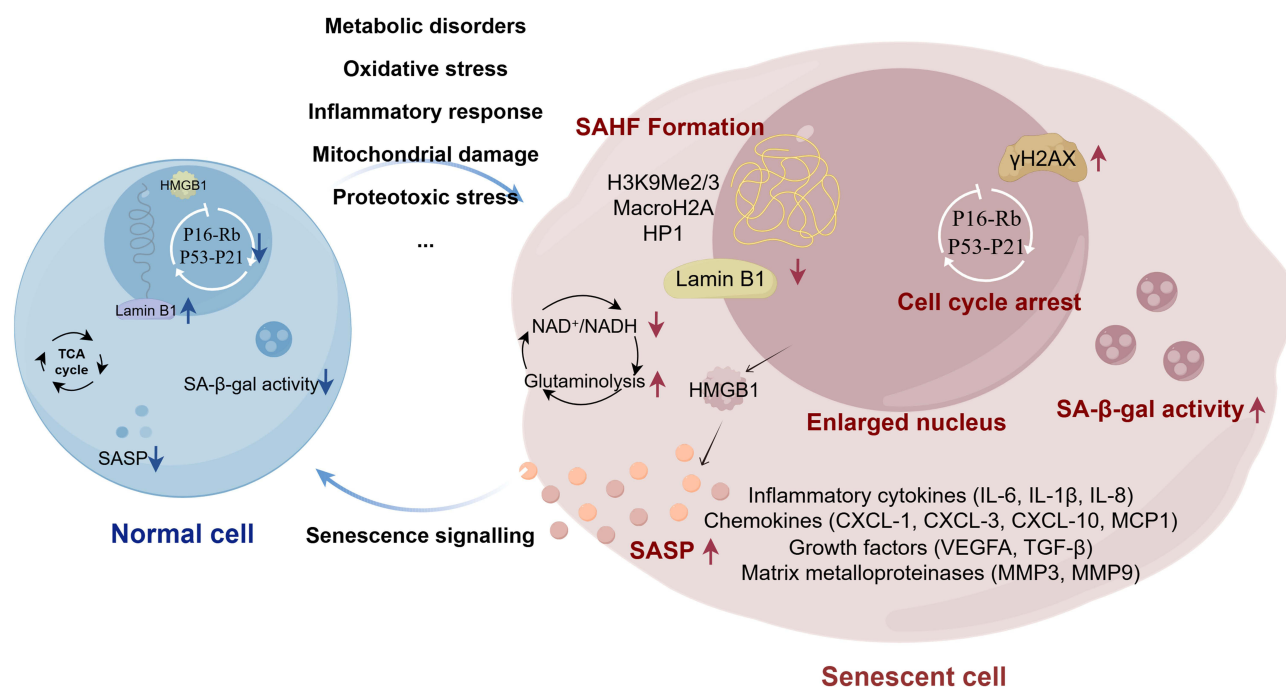 Metabolic disorders
Oxidative stress
Inflammatory response
Mitochondrial damage
Proteotoxic stress
...
HMGB1
P16-Rb
P53-P21
Lamin B1
TCA
cycle
SA-β-gal activity
SASP
Normal cell
Senescence signalling
SAHF Formation
H3K9Me2/3
MacroH2A
HP1
Lamin B1
γH2AX
P16-Rb
P53-P21
Cell cycle arrest
NAD⁺/NADH
Glutaminolysis
HMGB1
Enlarged nucleus
SA-β-gal activity
SASP
Inflammatory cytokines (IL-6, IL-1β, IL-8)
Chemokines (CXCL-1, CXCL-3, CXCL-10, MCP1)
Growth factors (VEGFA, TGF-β)
Matrix metalloproteinases (MMP3, MMP9)
Senescent cell